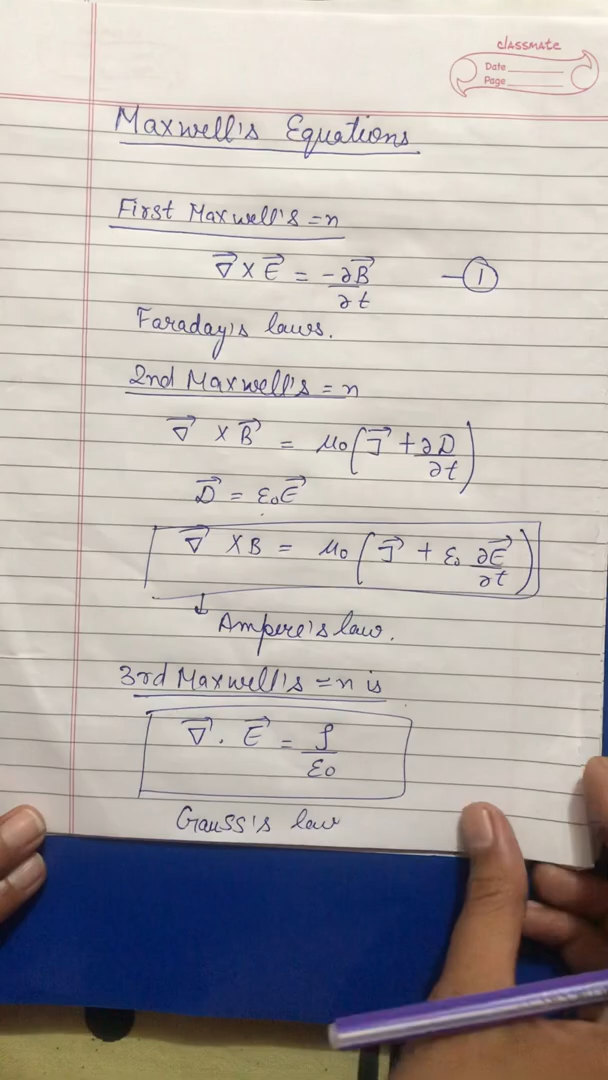 classmate
Date
Page
Maxwell's Equations
First Maxwell's =n
∇⃗ × E⃗ = -∂B⃗/∂t — ①
Faraday's laws.
2nd Maxwell's =n
∇⃗ × B⃗ = μ₀(J⃗ + ∂D/∂t)
D⃗ = ε₀E⃗
∇⃗ × B = μ₀(J⃗ + ε₀ ∂E⃗/∂t)
↓
Ampere's law.
3rd Maxwell's =n is
∇⃗ . E⃗ = ρ/ε₀
Gauss's law